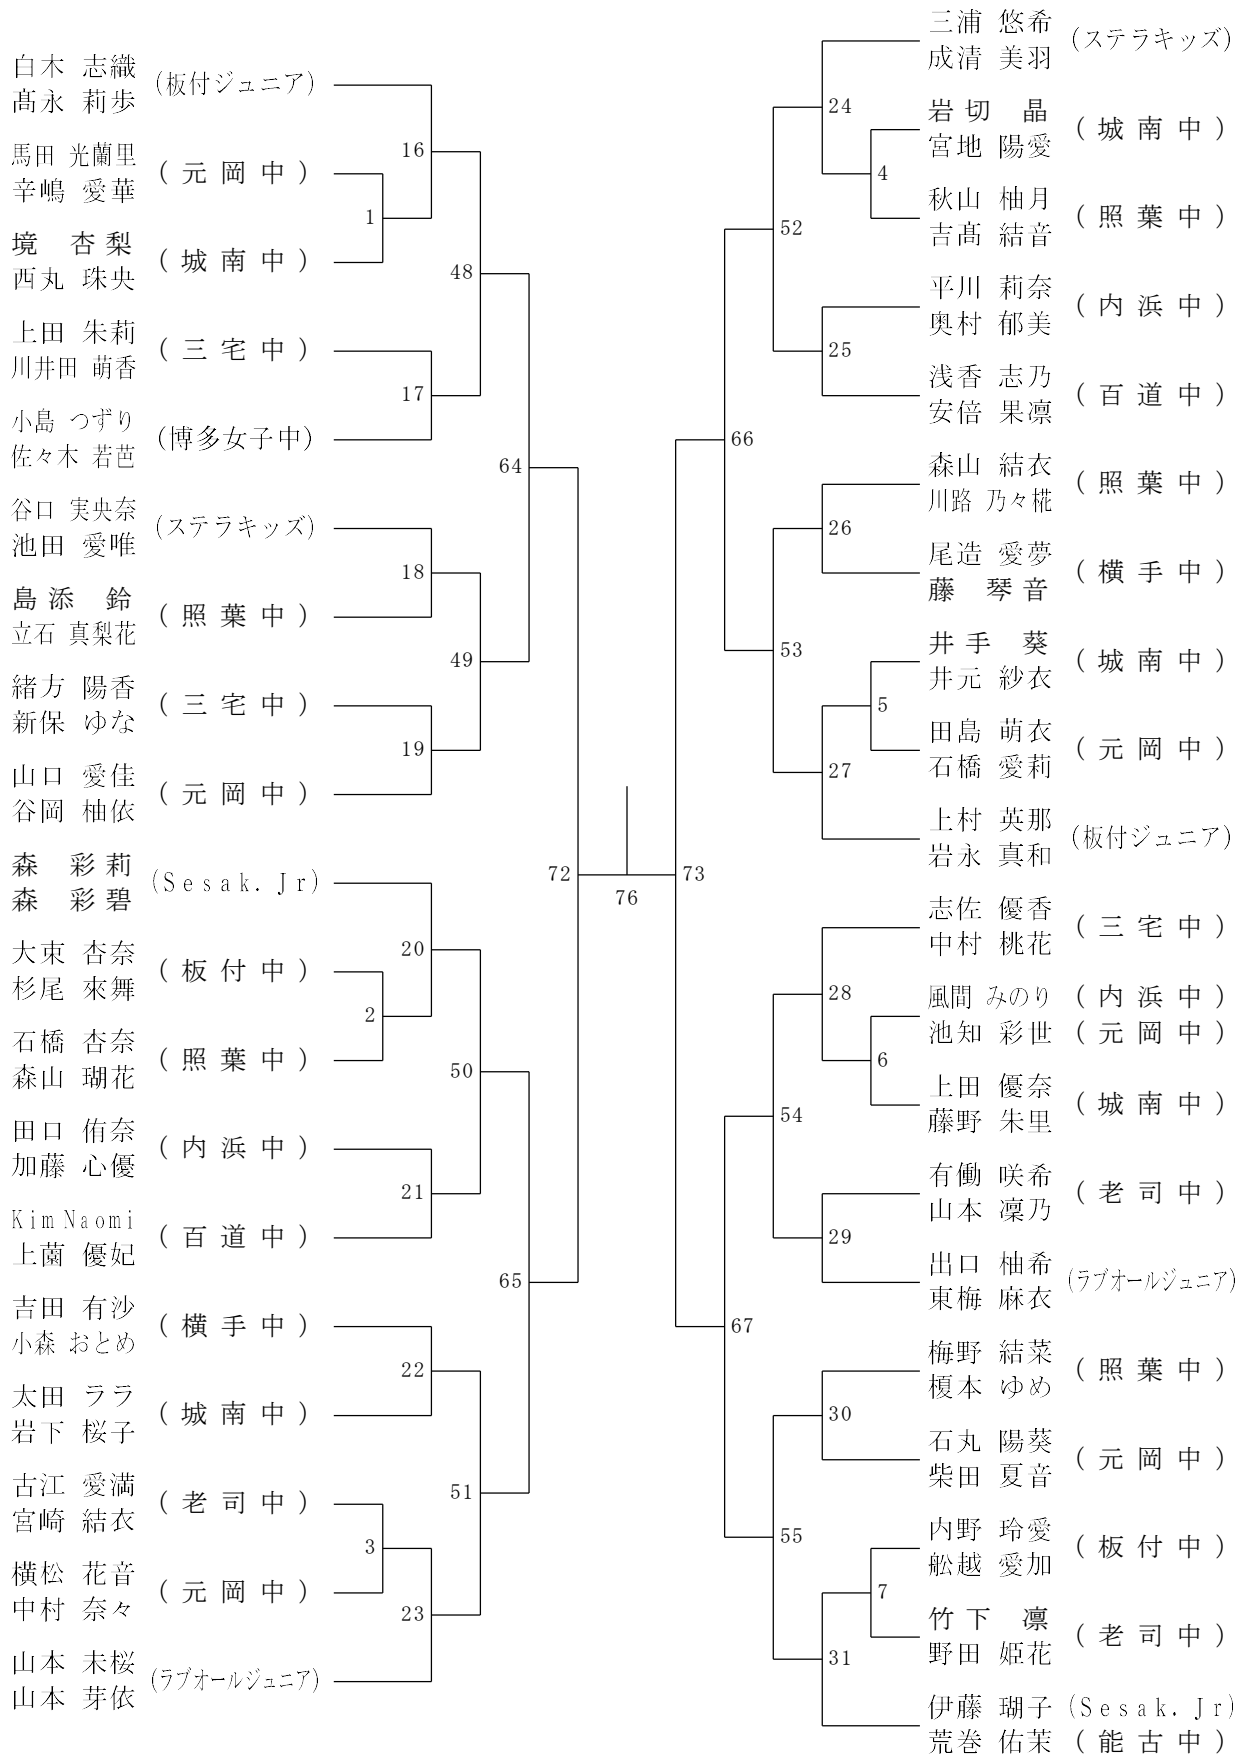 白木 志織
髙永 莉歩
(板付ジュニア)
馬田 光蘭里
辛嶋 愛華
(元岡中)
境 杏梨
西丸 珠央
(城南中)
上田 朱莉
川井田 萌香
(三宅中)
小島 つずり
佐々木 若芭
(博多女子中)
谷口 実央奈
池田 愛唯
(ステラキッズ)
島添 鈴
立石 真梨花
(照葉中)
緒方 陽香
新保 ゆな
(三宅中)
山口 愛佳
谷岡 柚依
(元岡中)
森 彩莉
森 彩碧
(Sesak.Jr)
大束 杏奈
杉尾 來舞
(板付中)
石橋 杏奈
森山 瑚花
(照葉中)
田口 侑奈
加藤 心優
(内浜中)
Kim Naomi
上薗 優妃
(百道中)
吉田 有沙
小森 おとめ
(横手中)
太田 ララ
岩下 桜子
(城南中)
古江 愛満
宮崎 結衣
(老司中)
横松 花音
中村 奈々
(元岡中)
山本 未桜
山本 芽依
(ラブオールジュニア)
1
2
3
16
17
18
19
20
21
22
23
48
49
50
51
64
65
72
76
73
66
67
52
53
54
55
24
25
26
27
28
29
30
31
4
5
6
7
三浦 悠希
成清 美羽
(ステラキッズ)
岩切 晶
宮地 陽愛
(城南中)
秋山 柚月
吉髙 結音
(照葉中)
平川 莉奈
奥村 郁美
(内浜中)
浅香 志乃
安倍 果凛
(百道中)
森山 結衣
川路 乃々椛
(照葉中)
尾造 愛夢
藤 琴音
(横手中)
井手 葵
井元 紗衣
(城南中)
田島 萌衣
石橋 愛莉
(元岡中)
上村 英那
岩永 真和
(板付ジュニア)
志佐 優香
中村 桃花
(三宅中)
風間 みのり (内浜中)
池知 彩世 (元岡中)
上田 優奈
藤野 朱里
(城南中)
有働 咲希
山本 凜乃
(老司中)
出口 柚希
東梅 麻衣
(ラブオールジュニア)
梅野 結菜
榎本 ゆめ
(照葉中)
石丸 陽葵
柴田 夏音
(元岡中)
内野 玲愛
舩越 愛加
(板付中)
竹下 凛
野田 姫花
(老司中)
伊藤 瑚子 (Sesak.Jr)
荒巻 佑茉 (能古中)